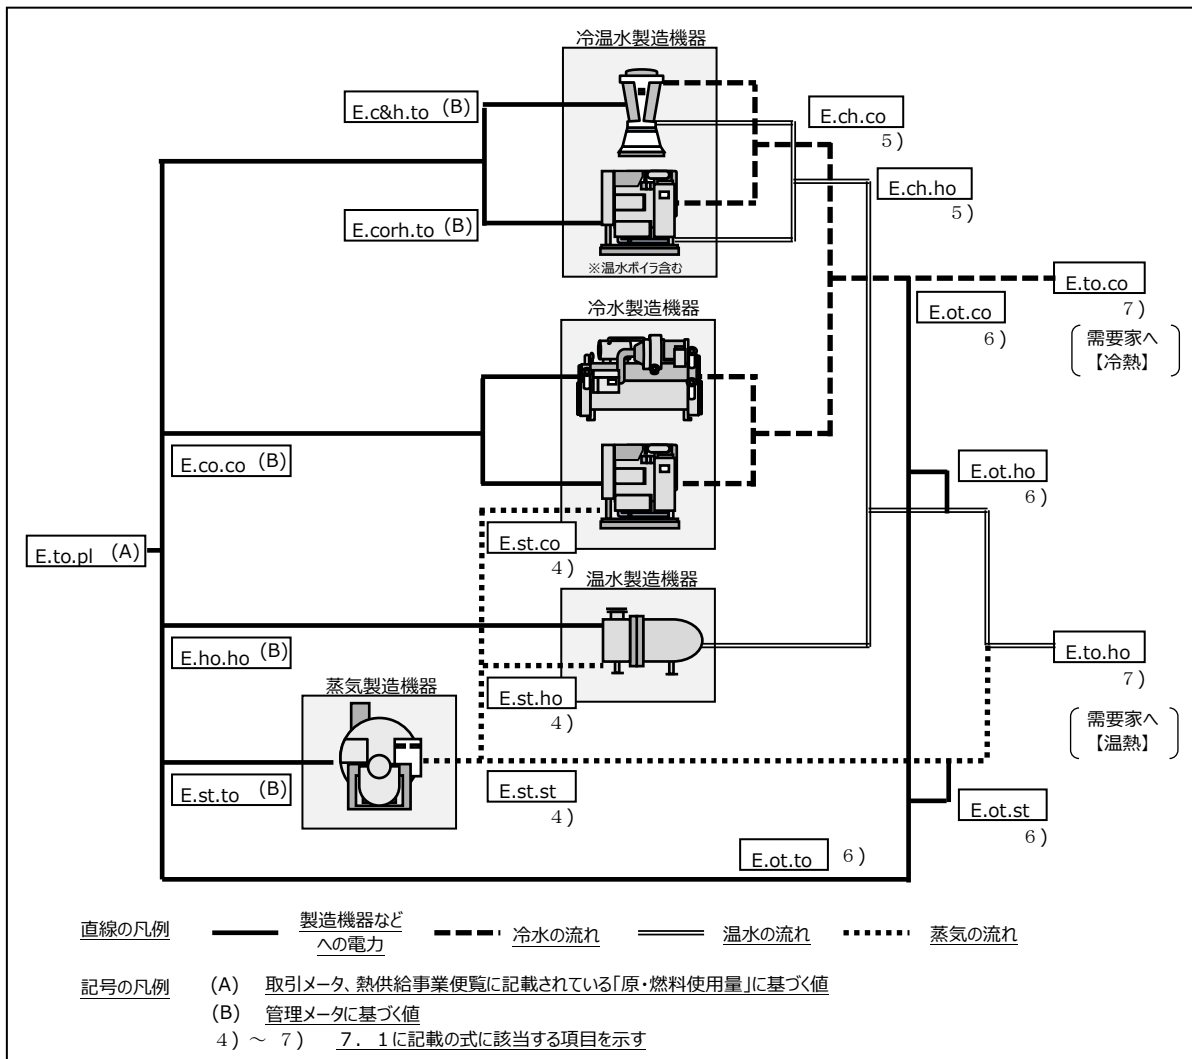 冷温水製造機器
E.c&h.to (B)
E.ch.co
5)
E.ch.ho
5)
E.corh.to (B)
※温水ボイラ含む
E.to.co
7)
需要家へ
【冷熱】
E.ot.co
6)
冷水製造機器
E.co.co (B)
E.ot.ho
6)
E.st.co
4)
E.to.pl (A)
温水製造機器
E.ho.ho (B)
E.to.ho
7)
需要家へ
【温熱】
E.st.ho
4)
蒸気製造機器
E.st.to (B)
E.st.st
4)
E.ot.st
6)
E.ot.to 6)
直線の凡例
製造機器など
への電力
冷水の流れ
温水の流れ
蒸気の流れ
記号の凡例
(A) 取引メータ、熱供給事業便覧に記載されている「原・燃料使用量」に基づく値
(B) 管理メータに基づく値
4) ～ 7) 7．1に記載の式に該当する項目を示す